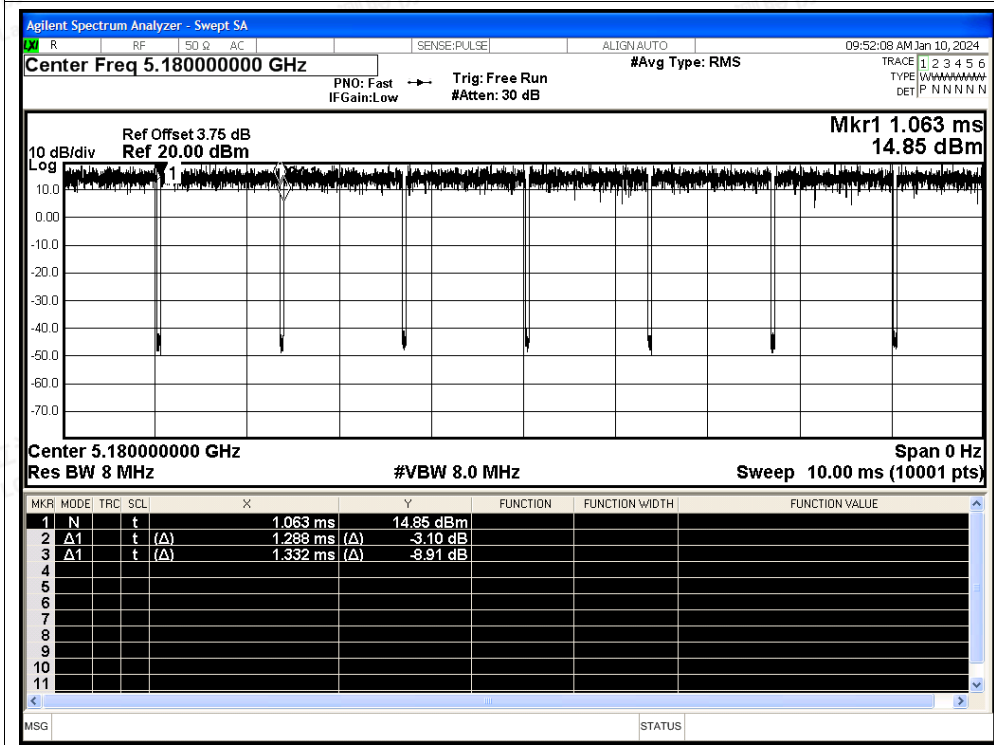 Agilent Spectrum Analyzer - Swept SA
LXI R RF 50 Ω AC SENSE:PULSE ALIGN AUTO 09:52:08 AM Jan 10, 2024
Center Freq 5.180000000 GHz #Avg Type: RMS TRACE 1 2 3 4 5 6
PNO: Fast Trig: Free Run TYPE WWWWWW
IFGain:Low #Atten: 30 dB DET P N N N N N
Ref Offset 3.75 dB Mkr1 1.063 ms
10 dB/div Ref 20.00 dBm 14.85 dBm
Log
1
10.0
0.00
-10.0
-20.0
-30.0
-40.0
-50.0
-60.0
-70.0
Center 5.180000000 GHz Span 0 Hz
Res BW 8 MHz #VBW 8.0 MHz Sweep 10.00 ms (10001 pts)
MKR MODE TRC SCL X Y FUNCTION FUNCTION WIDTH FUNCTION VALUE
1 N t 1.063 ms 14.85 dBm
2 Δ1 t (Δ) 1.288 ms (Δ) -3.10 dB
3 Δ1 t (Δ) 1.332 ms (Δ) -8.91 dB
4
5
6
7
8
9
10
11
MSG STATUS